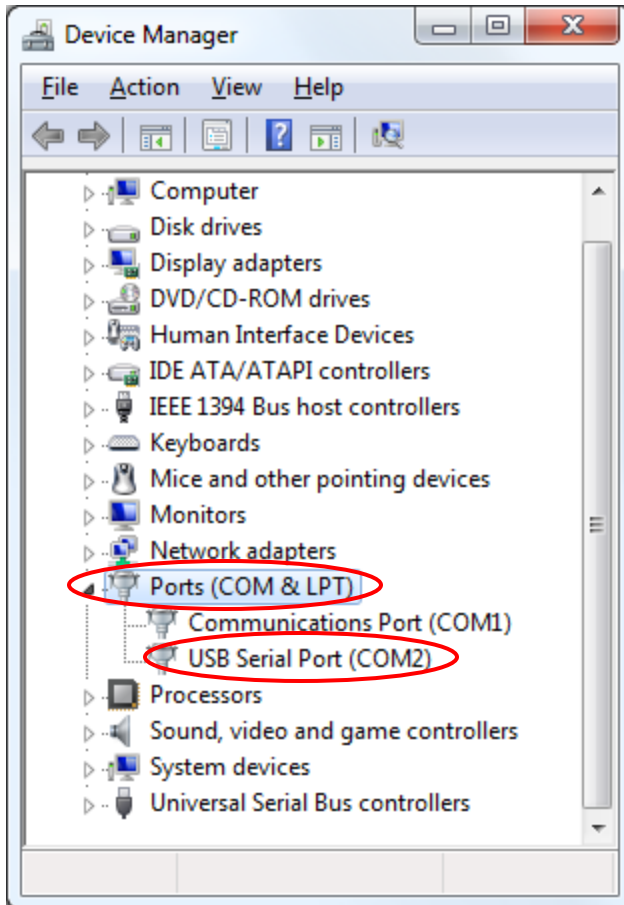 Device Manager
File Action View Help
Computer
Disk drives
Display adapters
DVD/CD-ROM drives
Human Interface Devices
IDE ATA/ATAPI controllers
IEEE 1394 Bus host controllers
Keyboards
Mice and other pointing devices
Monitors
Network adapters
Ports (COM & LPT)
Communications Port (COM1)
USB Serial Port (COM2)
Processors
Sound, video and game controllers
System devices
Universal Serial Bus controllers